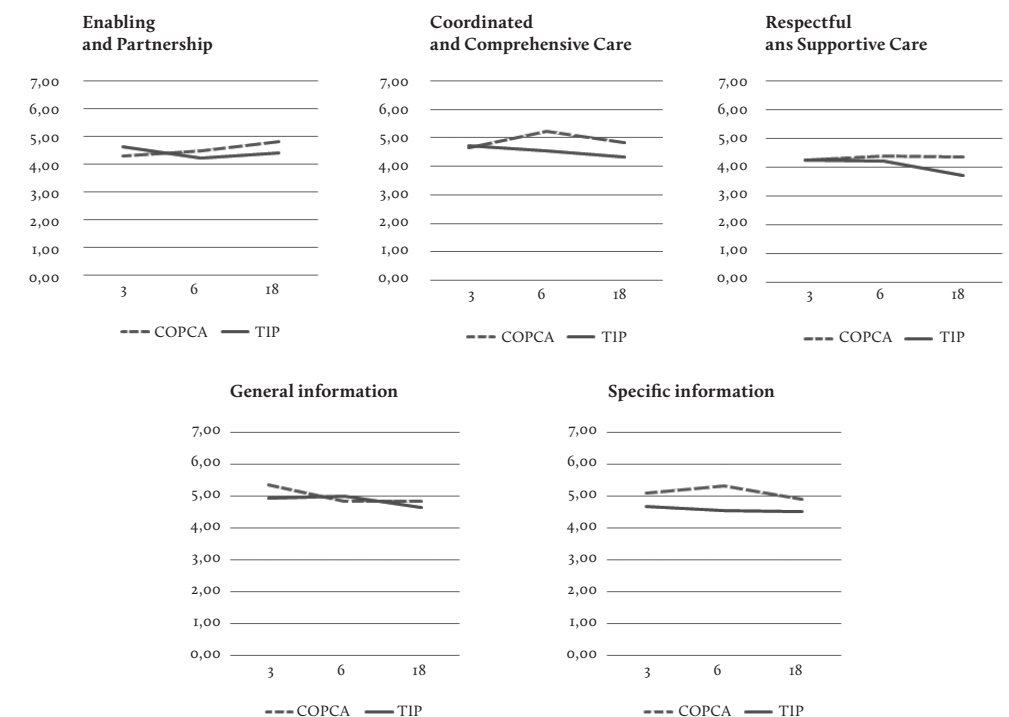 Enabling
and Partnership
7,00
6,00
5,00
4,00
3,00
2,00
1,00
0,00
3 6 18
COPCA TIP
Coordinated
and Comprehensive Care
7,00
6,00
5,00
4,00
3,00
2,00
1,00
0,00
3 6 18
COPCA TIP
Respectful
ans Supportive Care
7,00
6,00
5,00
4,00
3,00
2,00
1,00
0,00
3 6 18
COPCA TIP
General information
7,00
6,00
5,00
4,00
3,00
2,00
1,00
0,00
3 6 18
COPCA TIP
Specific information
7,00
6,00
5,00
4,00
3,00
2,00
1,00
0,00
3 6 18
COPCA TIP